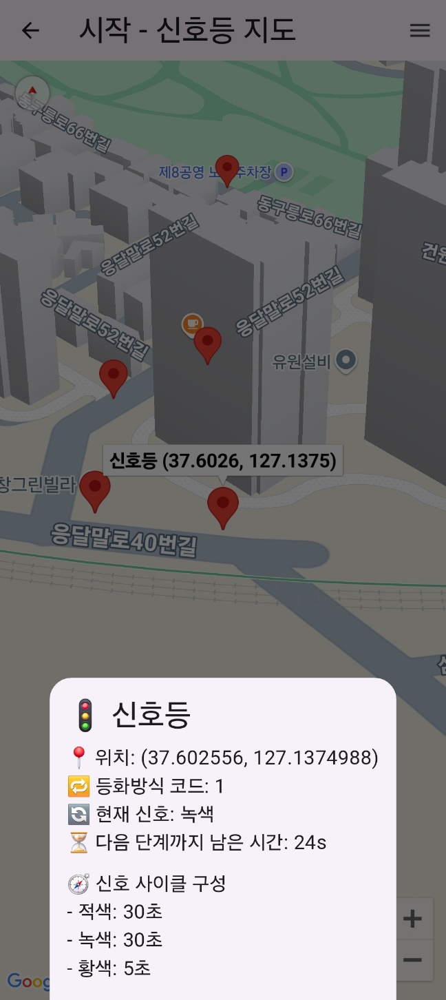 시작 - 신호등 지도
동구릉로66번길
제8공영
주차장
P
동구릉로66번길
응달말로52번길
건원
응달말로52번길
응달말로52번길
유원설비
신호등 (37.6026, 127.1375)
창그린빌라
응달말로40번길
신호등
위치: (37.602556, 127.1374988)
등화방식 코드: 1
현재 신호: 녹색
다음 단계까지 남은 시간: 24s
신호 사이클 구성
- 적색: 30초
- 녹색: 30초
- 황색: 5초
+
−
Goog